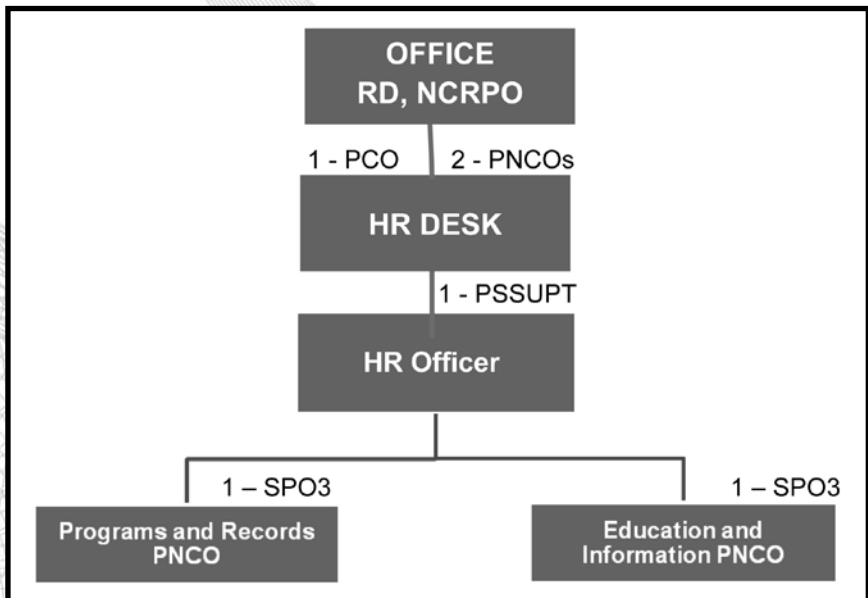 OFFICE
RD, NCRPO
1 - PCO 2 - PNCOs
HR DESK
1 - PSSUPT
HR Officer
1 – SPO3 1 – SPO3
Programs and Records
PNCO
Education and
Information PNCO